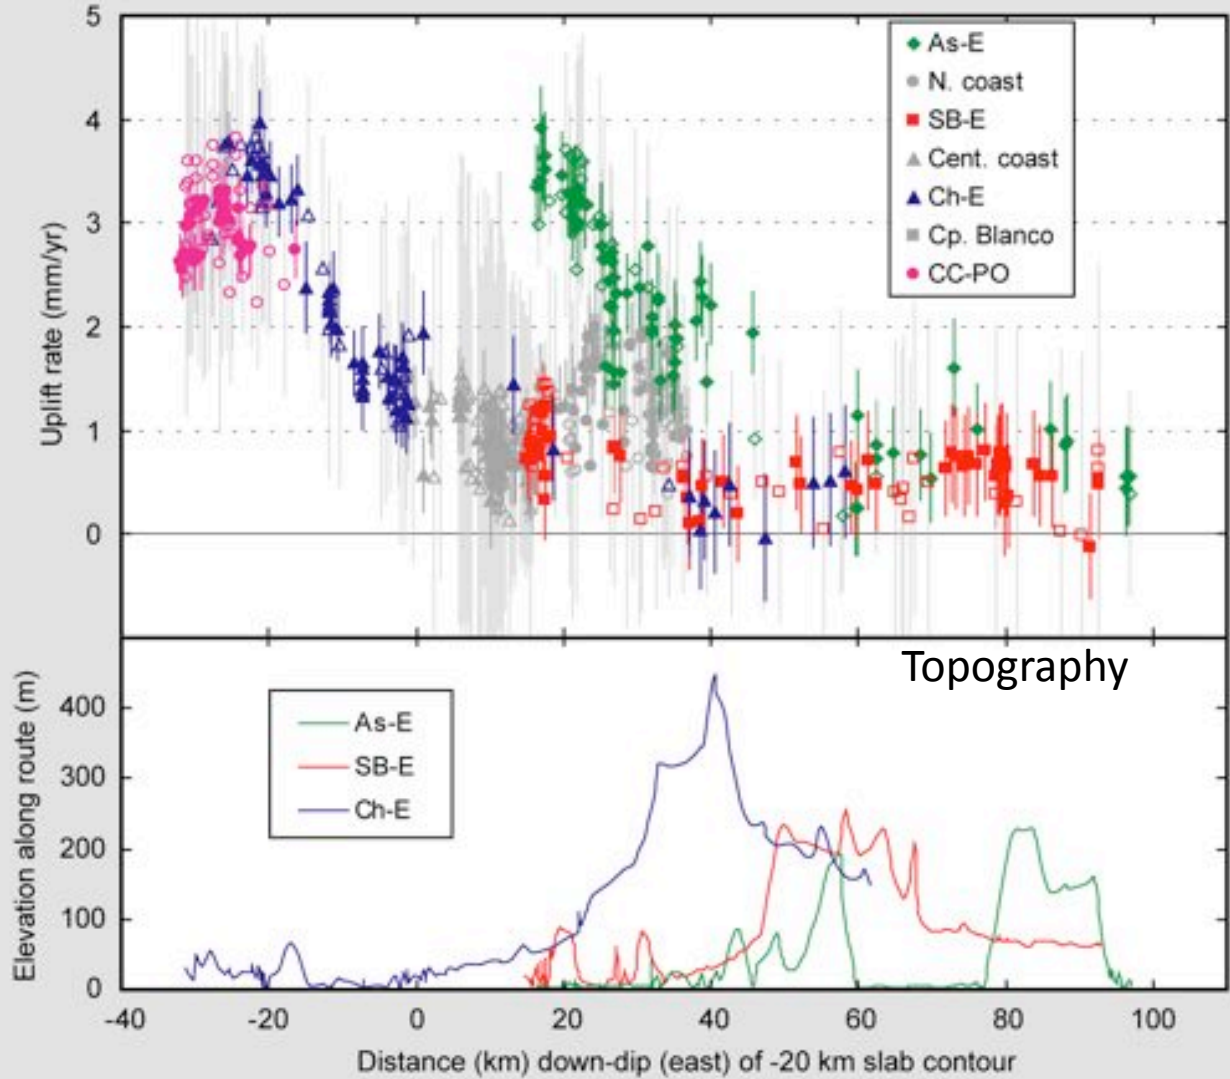 5
4
3
2
1
0
Uplift rate (mm/yr)
As-E
N. coast
SB-E
Cent. coast
Ch-E
Cp. Blanco
CC-PO
Topography
400
300
200
100
0
Elevation along route (m)
As-E
SB-E
Ch-E
-40 -20 0 20 40 60 80 100
Distance (km) down-dip (east) of -20 km slab contour